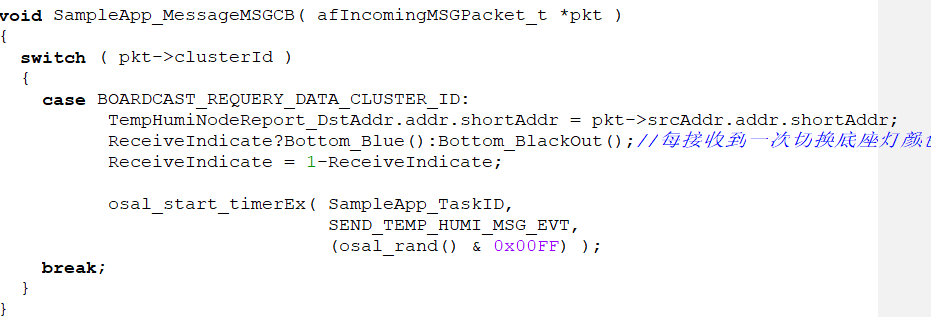 void SampleApp_MessageMSGCB( afIncomingMSGPacket_t *pkt )
{
  switch ( pkt->clusterId )
  {
    case BOARDCAST_REQUERY_DATA_CLUSTER_ID:
          TempHumiNodeReport_DstAddr.addr.shortAddr = pkt->srcAddr.addr.shortAddr;
          ReceiveIndicate?Bottom_Blue():Bottom_BlackOut();//每接收到一次切换底座灯颜
          ReceiveIndicate = 1-ReceiveIndicate;
          osal_start_timerEx( SampleApp_TaskID,
                              SEND_TEMP_HUMI_MSG_EVT,
                              (osal_rand() & 0x00FF) );
    break;
  }
}